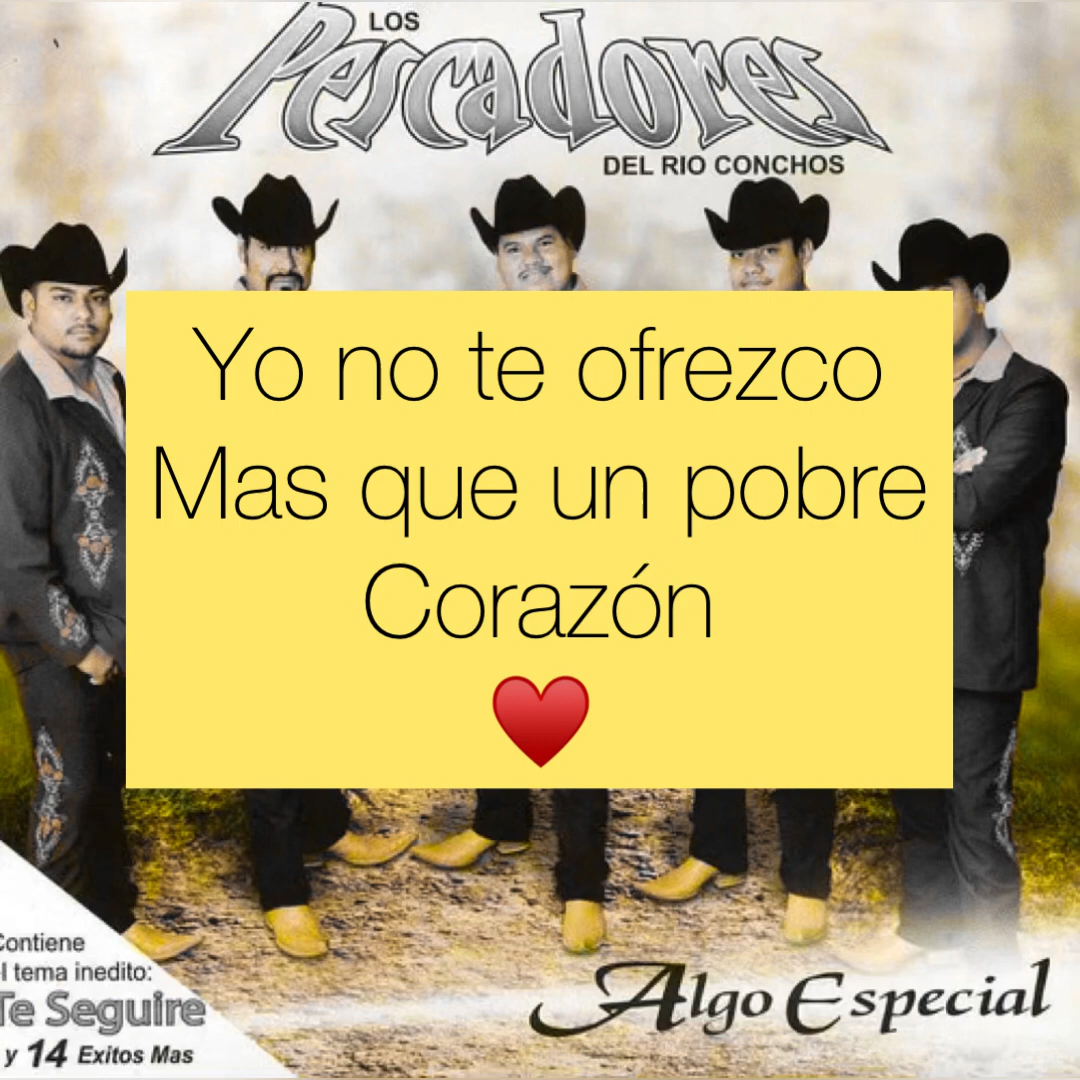 LOS
Pescadores
DEL RIO CONCHOS
Yo no te ofrezco
Mas que un pobre
Corazón
♥️
Contiene
l tema inedito:
Te Seguire
y 14 Exitos Mas
Algo Especial